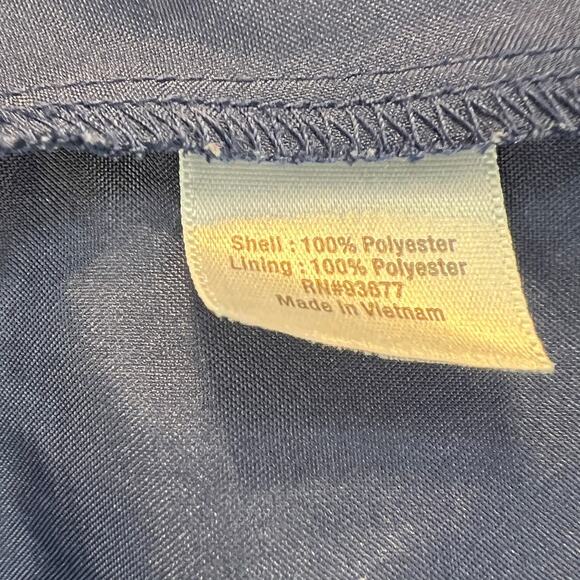 Shell : 100% Polyester
Lining : 100% Polyester
RN#93677
Made in Vietnam